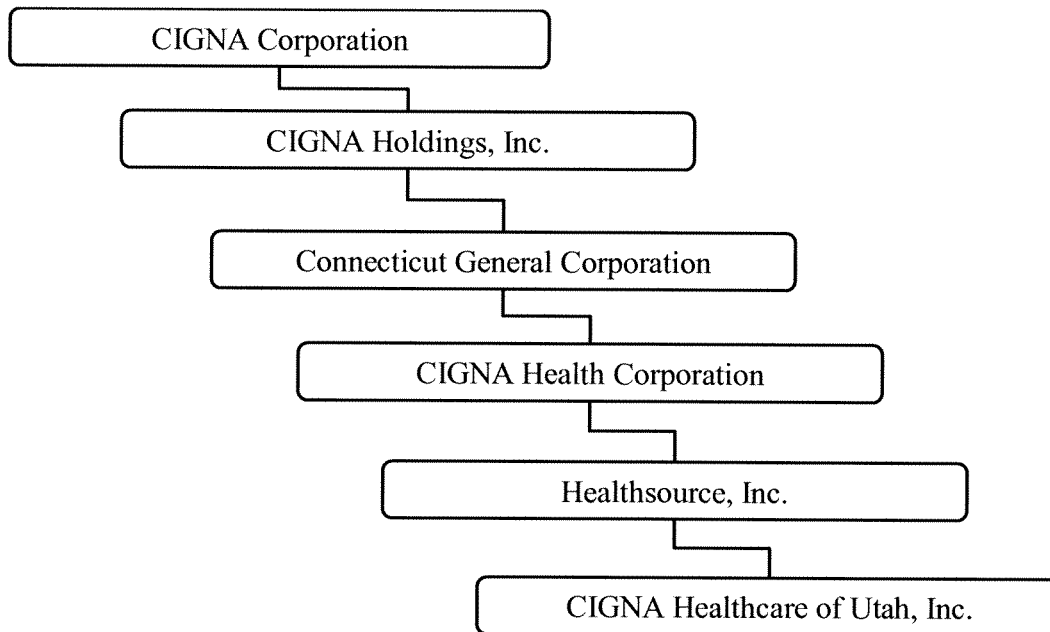 CIGNA Corporation
CIGNA Holdings, Inc.
Connecticut General Corporation
CIGNA Health Corporation
Healthsource, Inc.
CIGNA Healthcare of Utah, Inc.